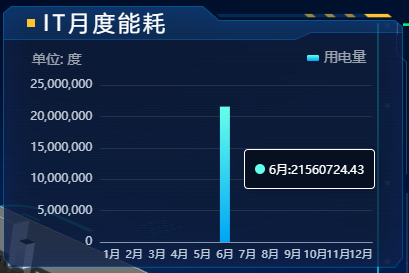 IT月度能耗
单位: 度
用电量
25,000,000
20,000,000
15,000,000
10,000,000
5,000,000
0
6月:21560724.43
1月 2月 3月 4月 5月 6月 7月 8月 9月 10月 11月 12月